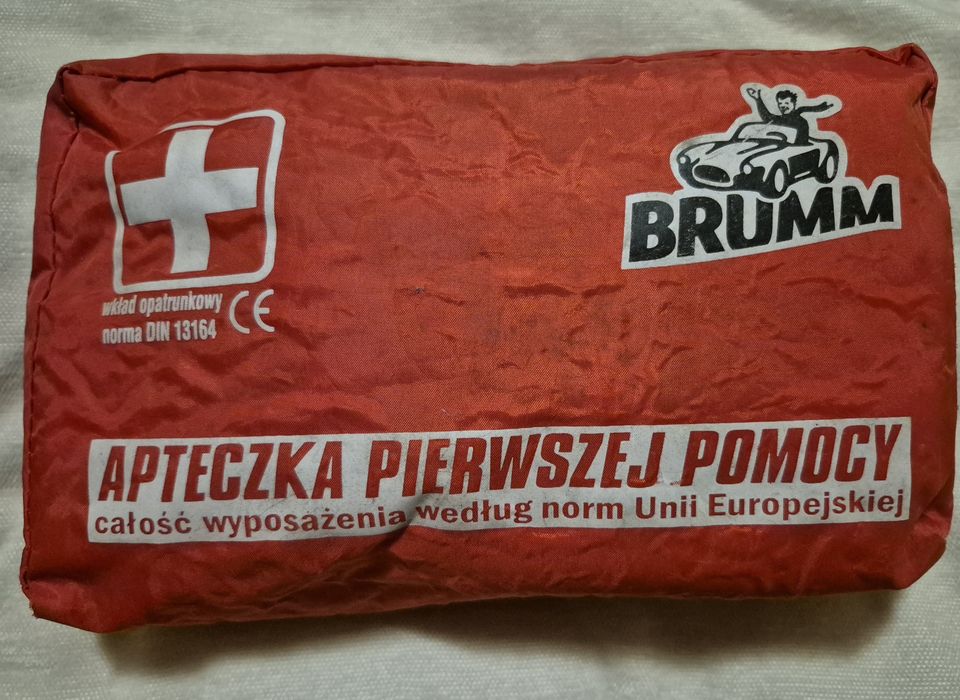 BRUMM
wkład opatrunkowy
norma DIN 13164
CE
APTECZKA PIERWSZEJ POMOCY
całość wyposażenia według norm Unii Europejskiej